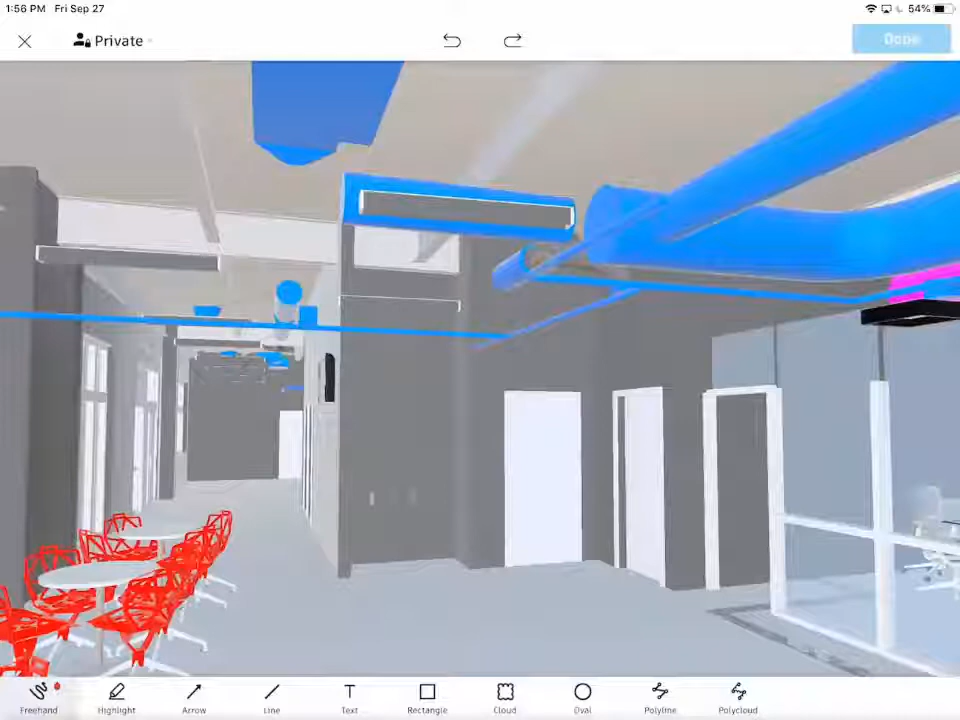 1:56 PM Fri Sep 27
54%
Private
Done
Freehand
Highlight
Arrow
Line
Text
Rectangle
Cloud
Oval
Polyline
Polycloud